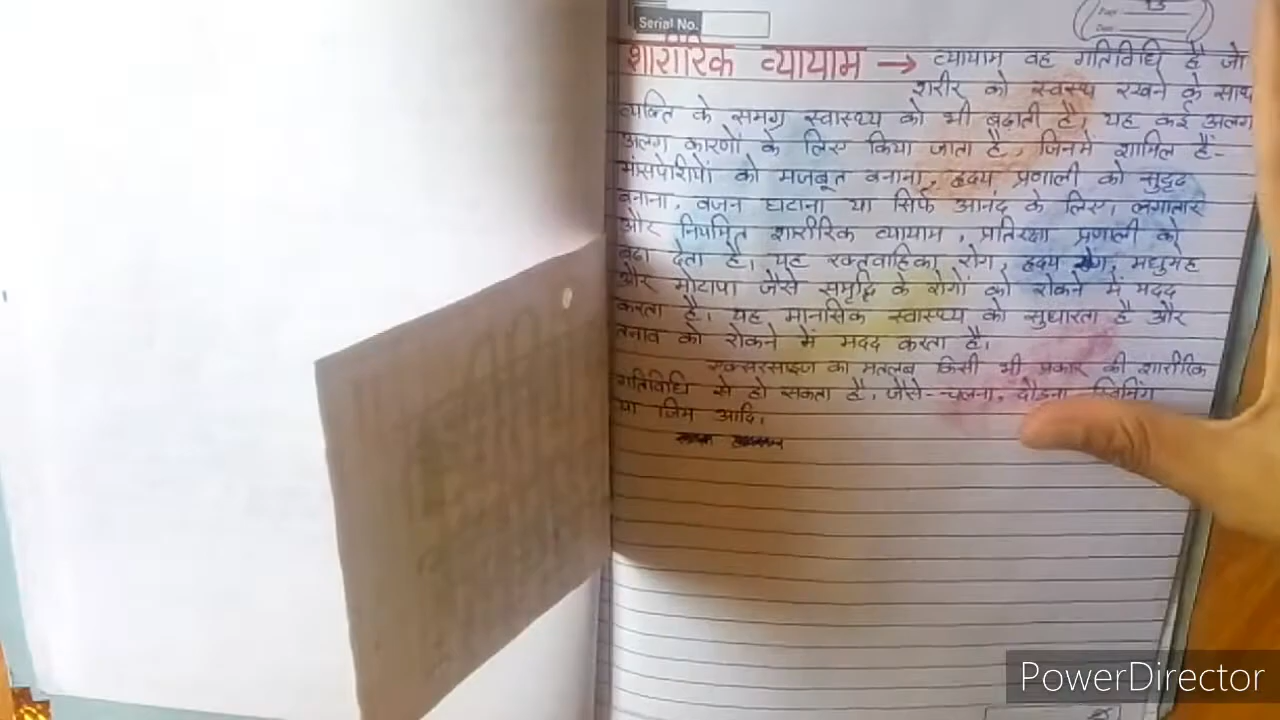 Serial No.
शारीरिक व्यायाम → व्यायाम वह गतिविधि है जो
शरीर को स्वस्थ रखने के साथ
व्यक्ति के समग्र स्वास्थ्य को भी बढ़ाती है। यह कई अलग
अलग कारणों के लिए किया जाता है, जिनमें शामिल हैं-
मांसपेशियों को मजबूत बनाना, हृदय प्रणाली को सुदृढ़
बनाना, वजन घटाना या सिर्फ आनंद के लिए। लगातार
और नियमित शारीरिक व्यायाम, प्रतिरक्षा प्रणाली को
बढ़ा देता है। यह रक्तवाहिका रोग, हृदय रोग, मधुमेह
और मोटापा जैसे समृद्धि के रोगों को रोकने में मदद
करता है। यह मानसिक स्वास्थ्य को सुधारता है और
तनाव को रोकने में मदद करता है।
एक्सरसाइज का मतलब किसी भी प्रकार की शारीरिक
गतिविधि से हो सकता है, जैसे- चलना, दौड़ना, स्विमिंग
या जिम आदि।
PowerDirector